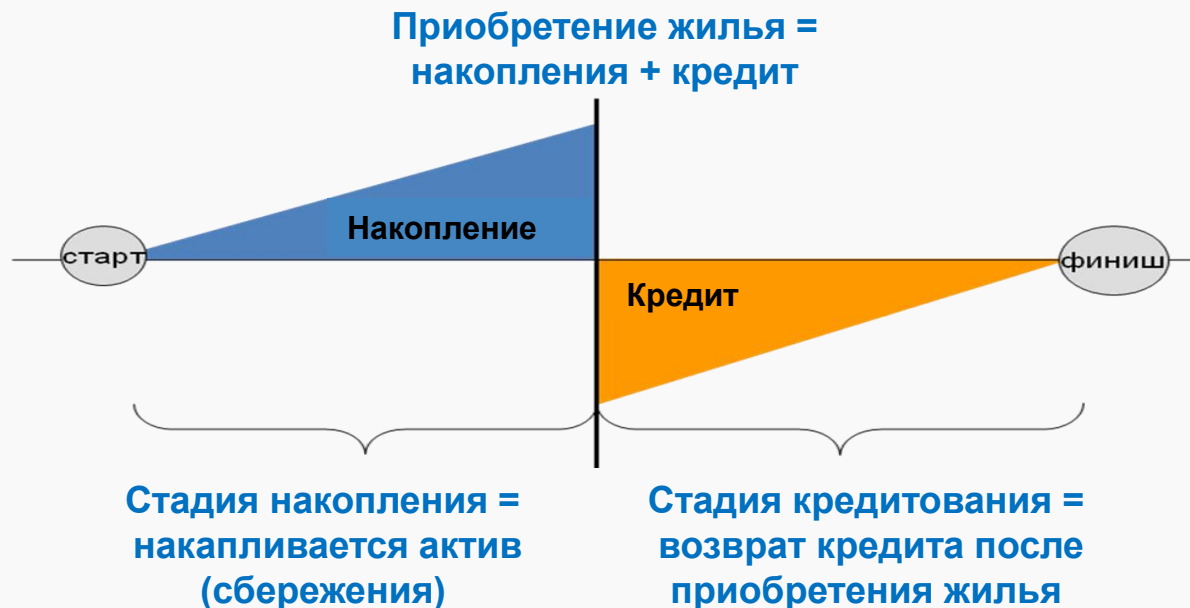 Приобретение жилья =
накопления + кредит
Накопление
старт
финиш
Кредит
Стадия накопления =
накапливается актив
(сбережения)
Стадия кредитования =
возврат кредита после
приобретения жилья